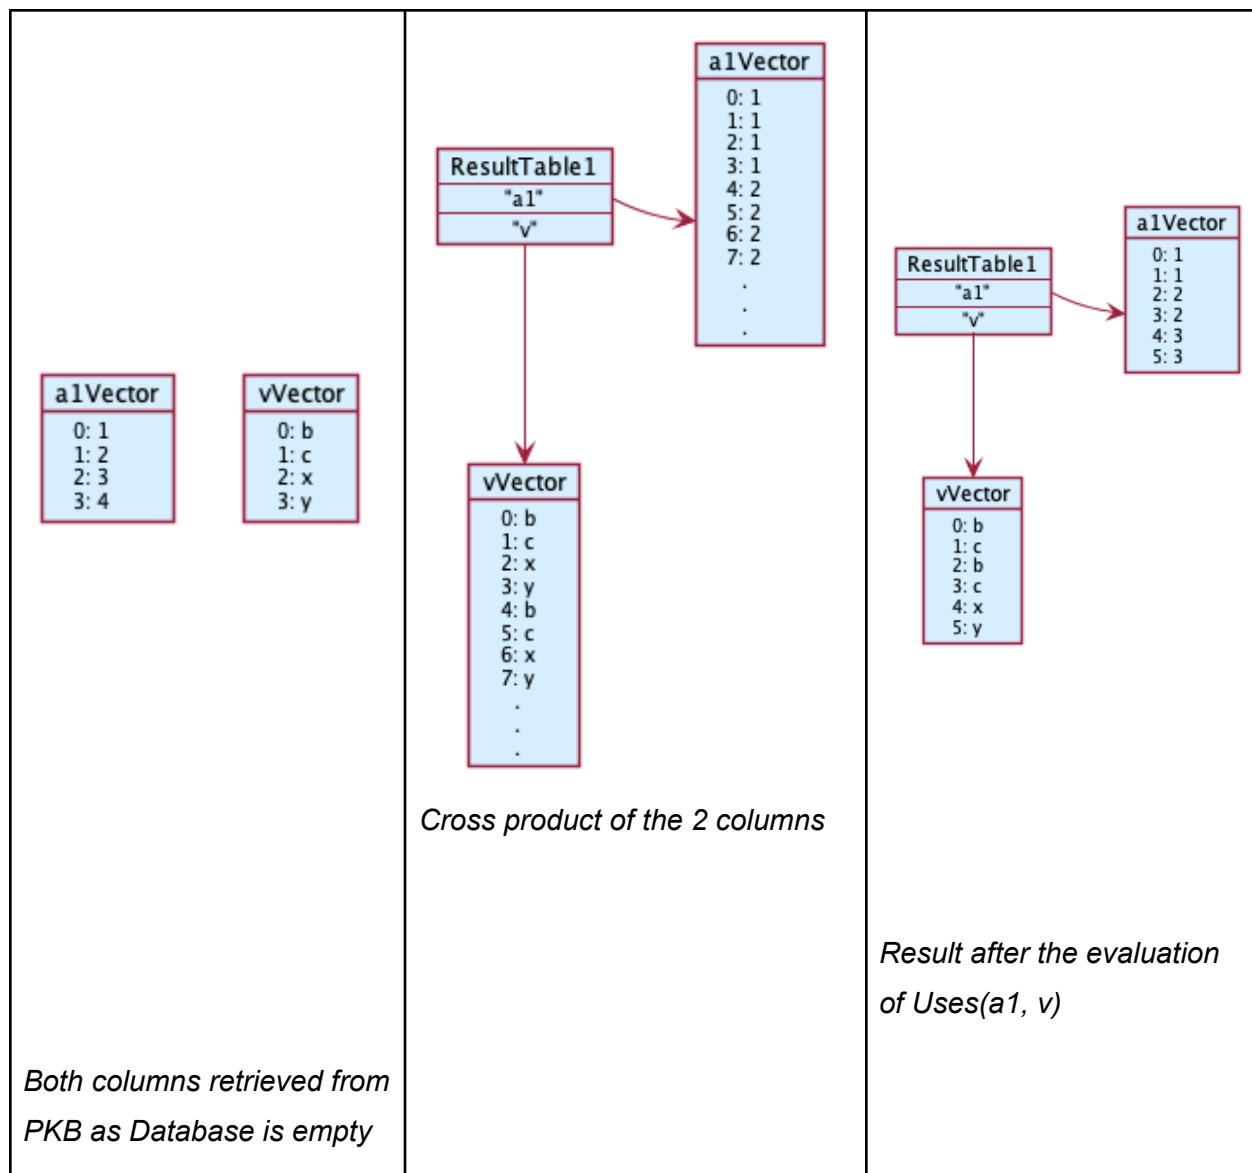 a1Vector
0: 1
1: 2
2: 3
3: 4
vVector
0: b
1: c
2: x
3: y
Both columns retrieved from
PKB as Database is empty
ResultTable1
"a1"
"v"
a1Vector
0: 1
1: 1
2: 1
3: 1
4: 2
5: 2
6: 2
7: 2
.
.
.
vVector
0: b
1: c
2: x
3: y
4: b
5: c
6: x
7: y
.
.
.
Cross product of the 2 columns
ResultTable1
"a1"
"v"
a1Vector
0: 1
1: 1
2: 2
3: 2
4: 3
5: 3
vVector
0: b
1: c
2: b
3: c
4: x
5: y
Result after the evaluation
of Uses(a1, v)